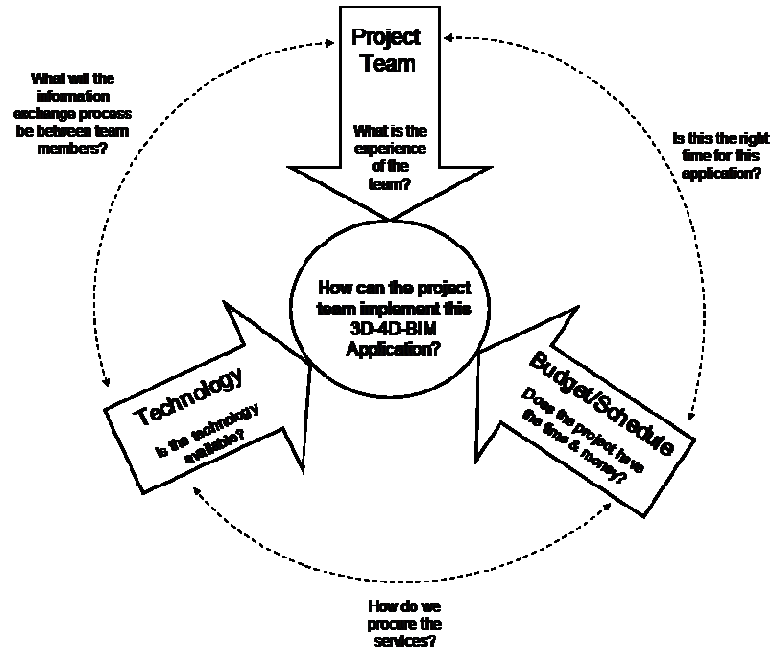 Project
Team
What is the
experience
of the
team?
What will the
information
exchange process
be between team
members?
Is this the right
time for this
application?
How can the project
team implement this
3D-4D-BIM
Application?
Technology
Is the technology
available?
Budget/Schedule
Does the project have
the time & money?
How do we
procure the
services?